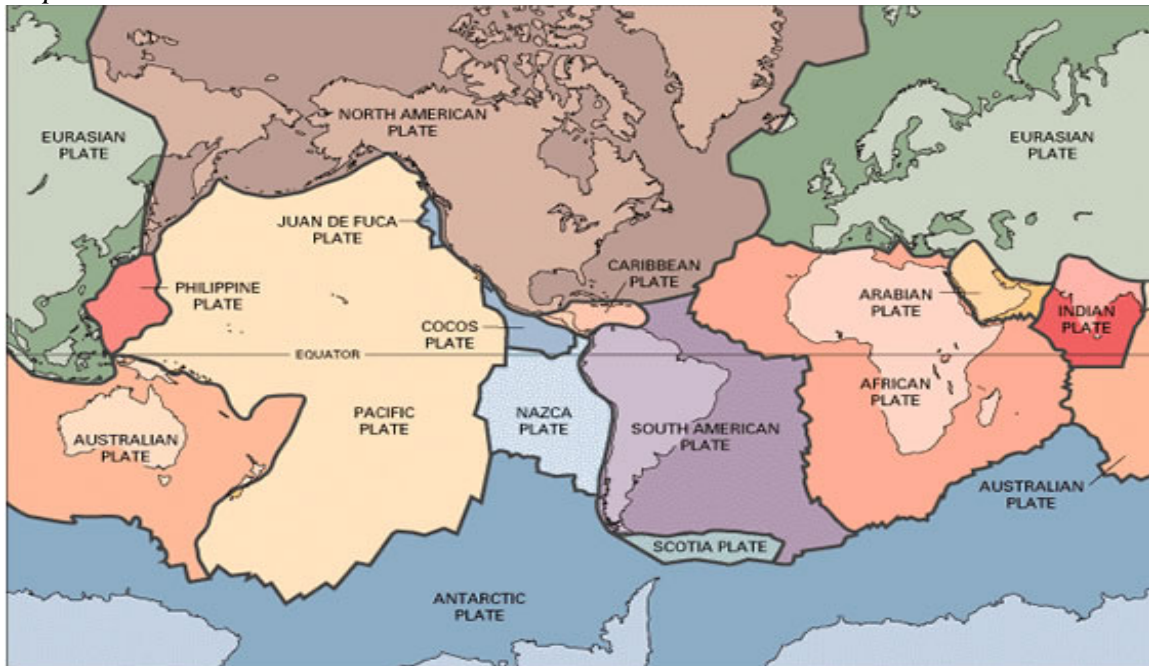 NORTH AMERICAN
PLATE
EURASIAN
PLATE
EURASIAN
PLATE
JUAN DE FUCA
PLATE
PHILIPPINE
PLATE
CARIBBEAN
PLATE
ARABIAN
PLATE
INDIAN
PLATE
COCOS
PLATE
EQUATOR
AUSTRALIAN
PLATE
PACIFIC
PLATE
NAZCA
PLATE
SOUTH AMERICAN
PLATE
AFRICAN
PLATE
AUSTRALIAN
PLATE
SCOTIA PLATE
ANTARCTIC
PLATE